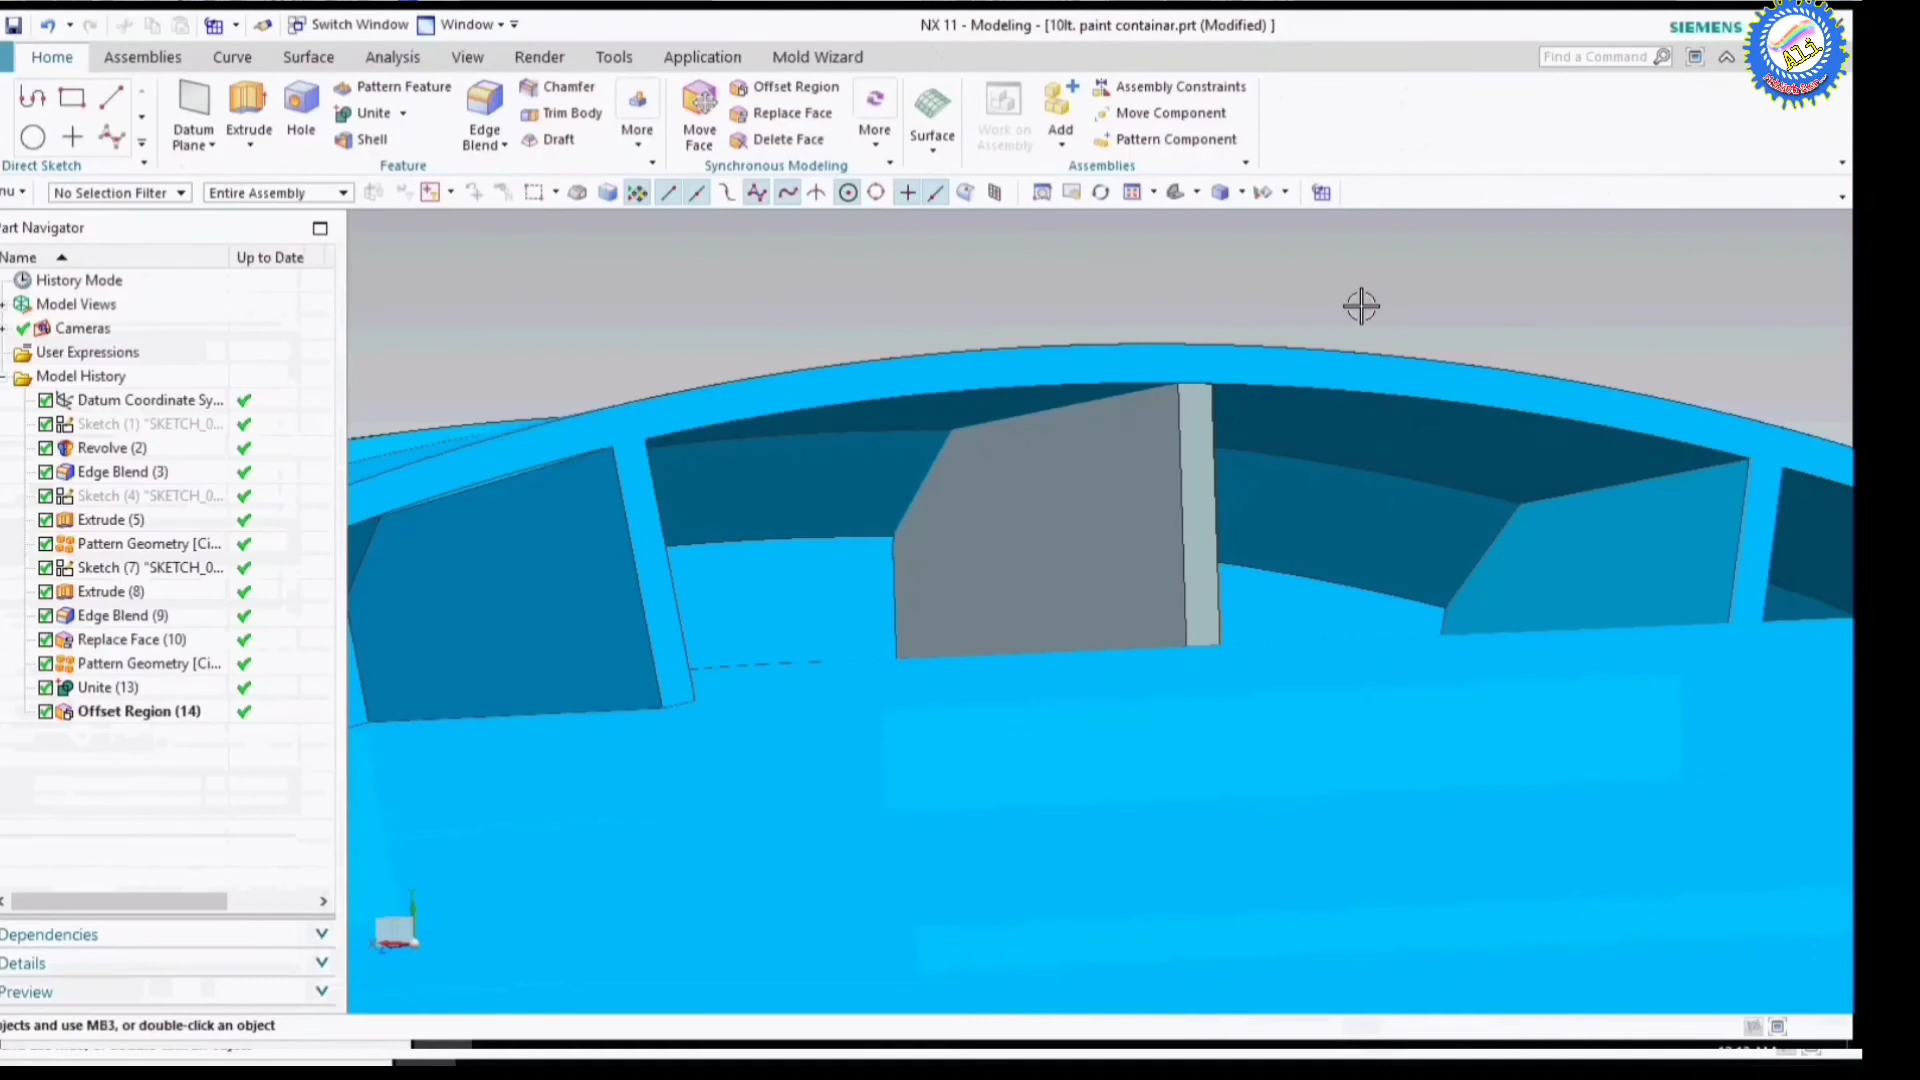 Switch Window Window NX 11 - Modeling - [10lt. paint containar.prt (Modified) ] SIEMENS
Home Assemblies Curve Surface Analysis View Render Tools Application Mold Wizard Find a Command
Ali
Pattern Feature Chamfer Offset Region Assembly Constraints
Unite Trim Body Replace Face Move Component
Datum Plane Extrude Hole Edge Blend More Move Face More Surface Work on Assembly Add
Shell Draft Delete Face Pattern Component
Direct Sketch Feature Synchronous Modeling Assemblies
nu No Selection Filter Entire Assembly
art Navigator
Name Up to Date
History Mode
Model Views
Cameras
User Expressions
Model History
Datum Coordinate Sy...
Sketch (1) "SKETCH_0...
Revolve (2)
Edge Blend (3)
Sketch (4) "SKETCH_0...
Extrude (5)
Pattern Geometry [Ci...
Sketch (7) "SKETCH_0...
Extrude (8)
Edge Blend (9)
Replace Face (10)
Pattern Geometry [Ci...
Unite (13)
Offset Region (14)
Dependencies
Details
Preview
jects and use MB3, or double-click an object